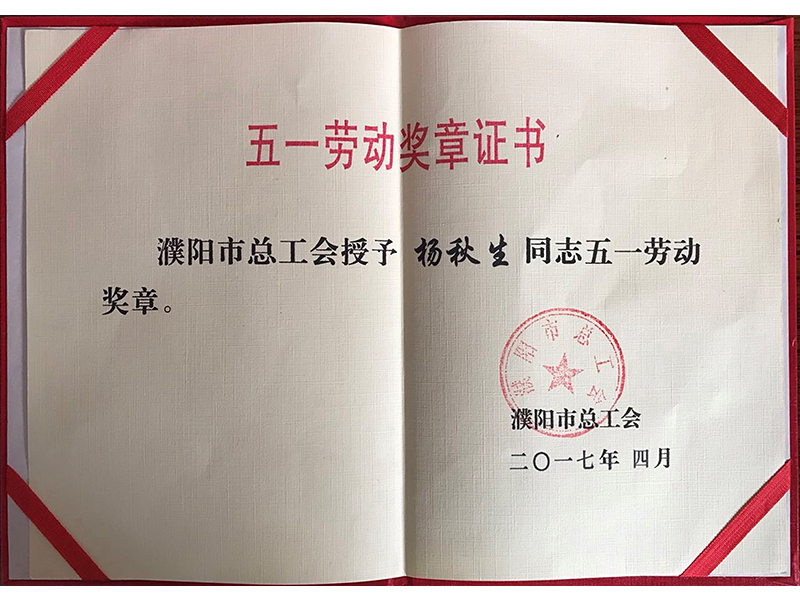 五一劳动奖章证书
濮阳市总工会授予 杨秋生 同志五一劳动
奖章。
濮阳市总工会
濮阳市总工会
二〇一七年 四月